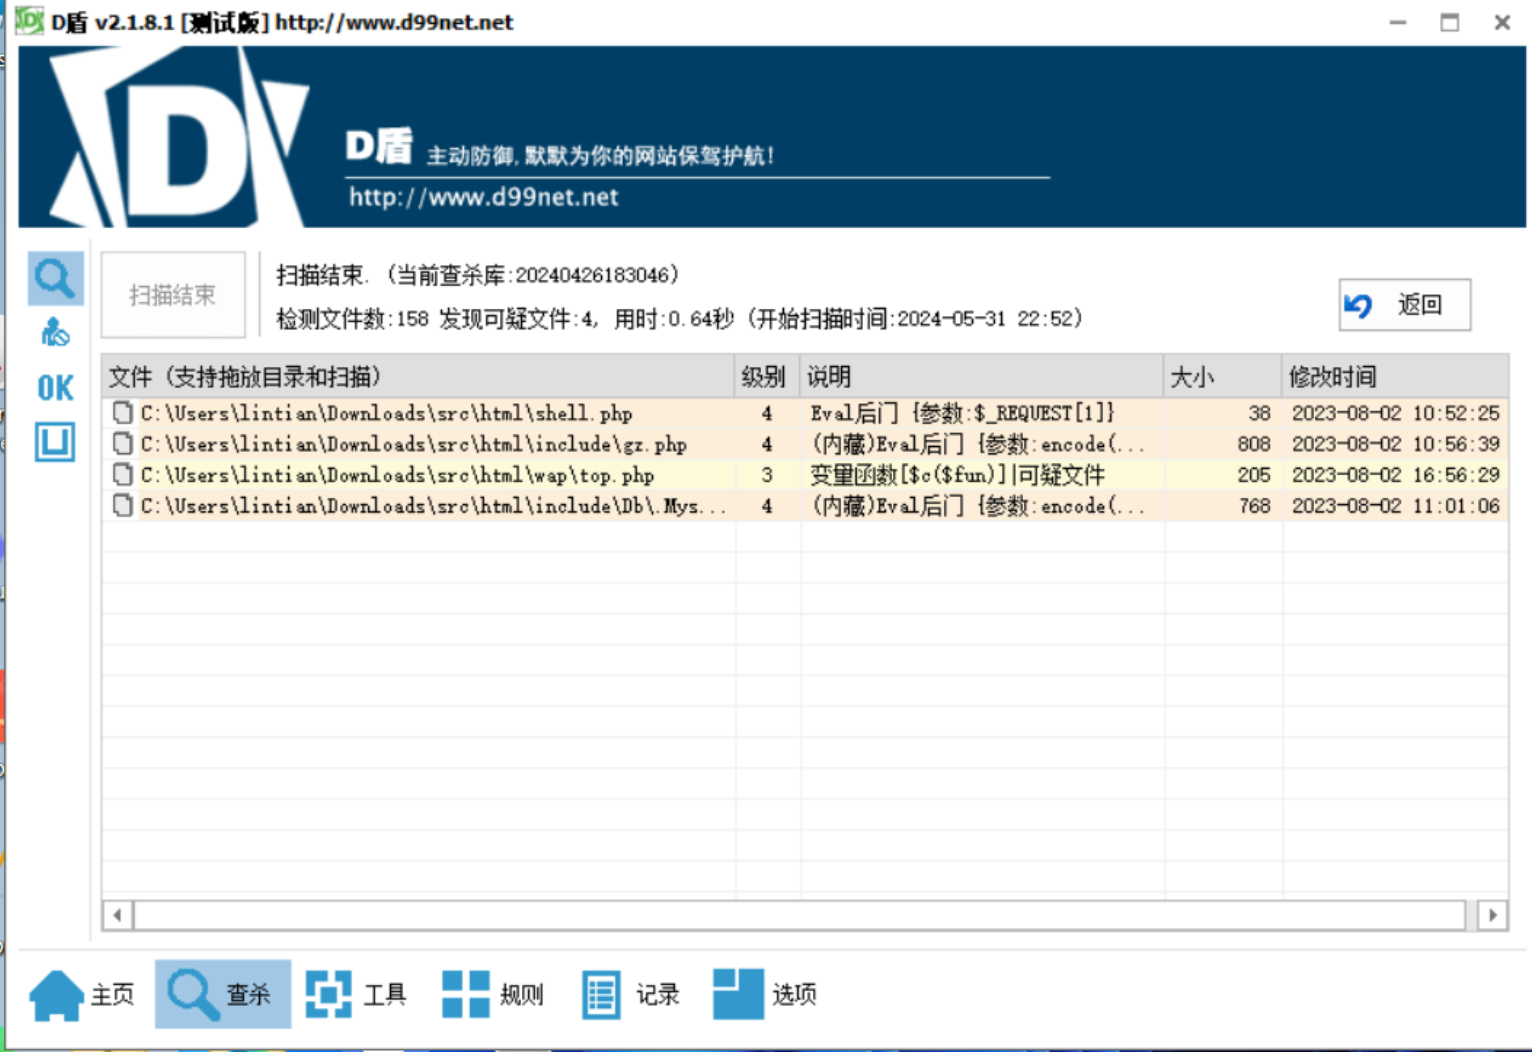 D盾 v2.1.8.1 [测试版] http://www.d99net.net
D盾 主动防御,默默为你的网站保驾护航!
http://www.d99net.net
扫描结束
扫描结束. (当前查杀库:20240426183046)
检测文件数:158 发现可疑文件:4, 用时:0.64秒 (开始扫描时间:2024-05-31 22:52)
返回
OK
文件 (支持拖放目录和扫描) 级别 说明 大小 修改时间
C:\Users\lintian\Downloads\src\html\shell.php 4 Eval后门 {参数:$_REQUEST[1]} 38 2023-08-02 10:52:25
C:\Users\lintian\Downloads\src\html\include\gz.php 4 (内藏)Eval后门 {参数:encode(... 808 2023-08-02 10:56:39
C:\Users\lintian\Downloads\src\html\wap\top.php 3 变量函数[$c($fun)]|可疑文件 205 2023-08-02 16:56:29
C:\Users\lintian\Downloads\src\html\include\Db\.Mys... 4 (内藏)Eval后门 {参数:encode(... 768 2023-08-02 11:01:06
主页 查杀 工具 规则 记录 选项